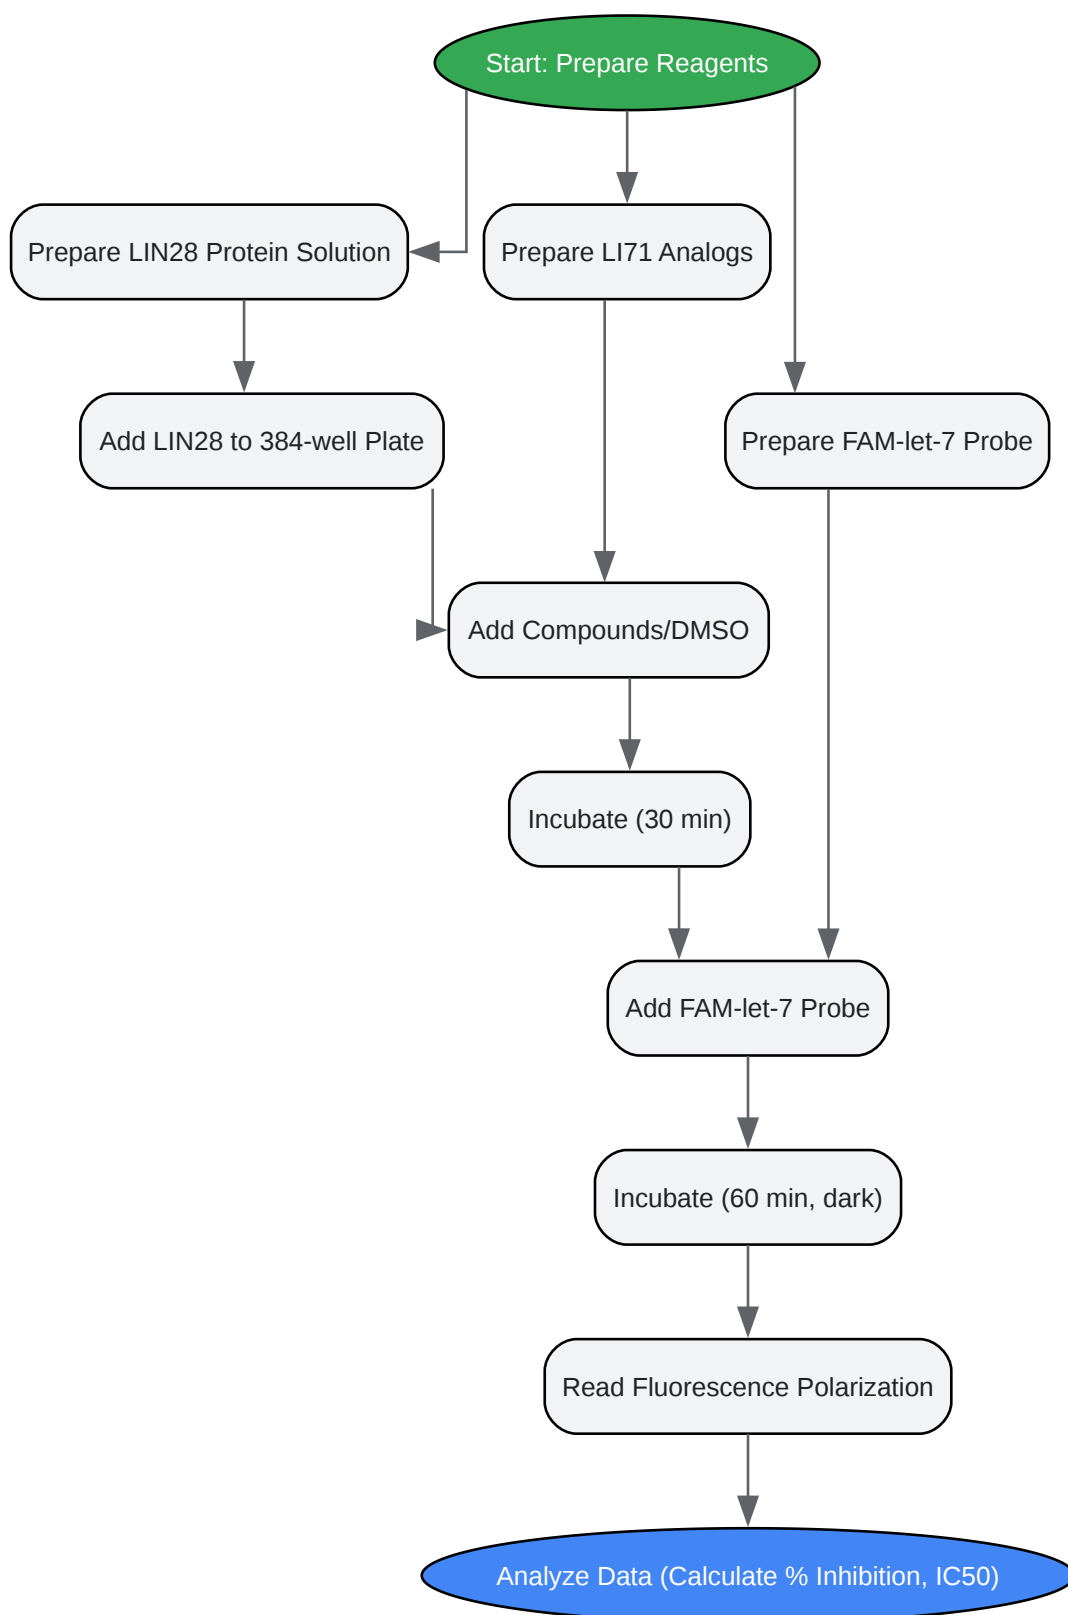 Start: Prepare Reagents
Prepare LIN28 Protein Solution
Prepare LI71 Analogs
Add LIN28 to 384-well Plate
Prepare FAM-let-7 Probe
Add Compounds/DMSO
Incubate (30 min)
Add FAM-let-7 Probe
Incubate (60 min, dark)
Read Fluorescence Polarization
Analyze Data (Calculate % Inhibition, IC50)